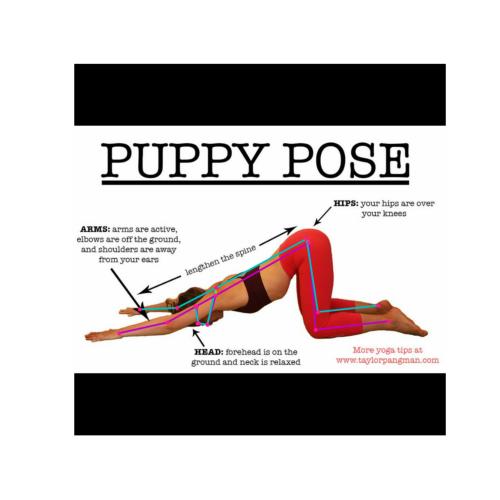 PUPPY POSE
HIPS: your hips are over
your knees
ARMS: arms are active,
elbows are off the ground,
and shoulders are away
from your ears
lengthen the spine
HEAD: forehead is on the
ground and neck is relaxed
More yoga tips at
www.taylorpangman.com